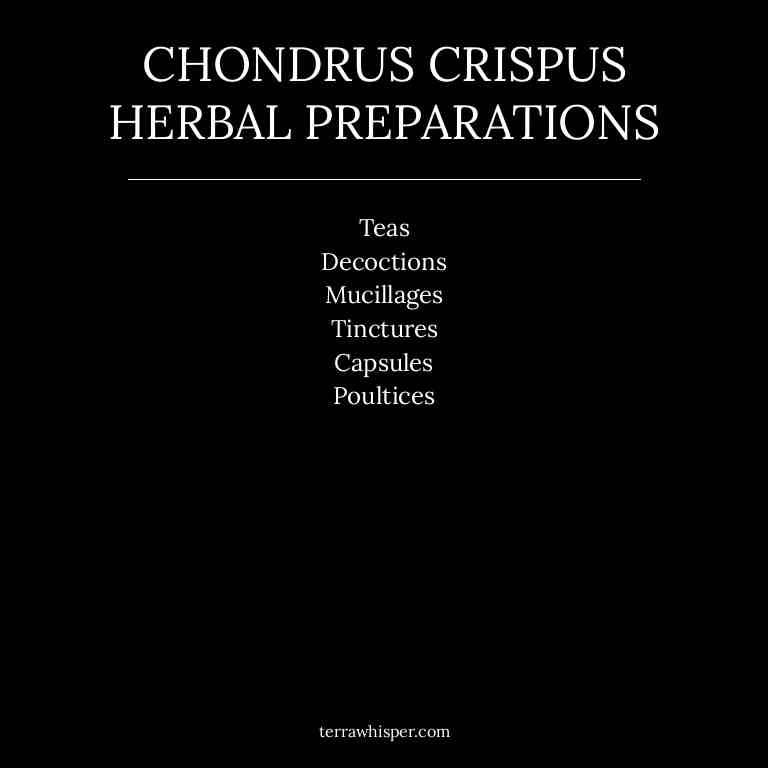 CHONDRUS CRISPUS
HERBAL PREPARATIONS
Teas
Decoctions
Mucillages
Tinctures
Capsules
Poultices
terrawhisper.com